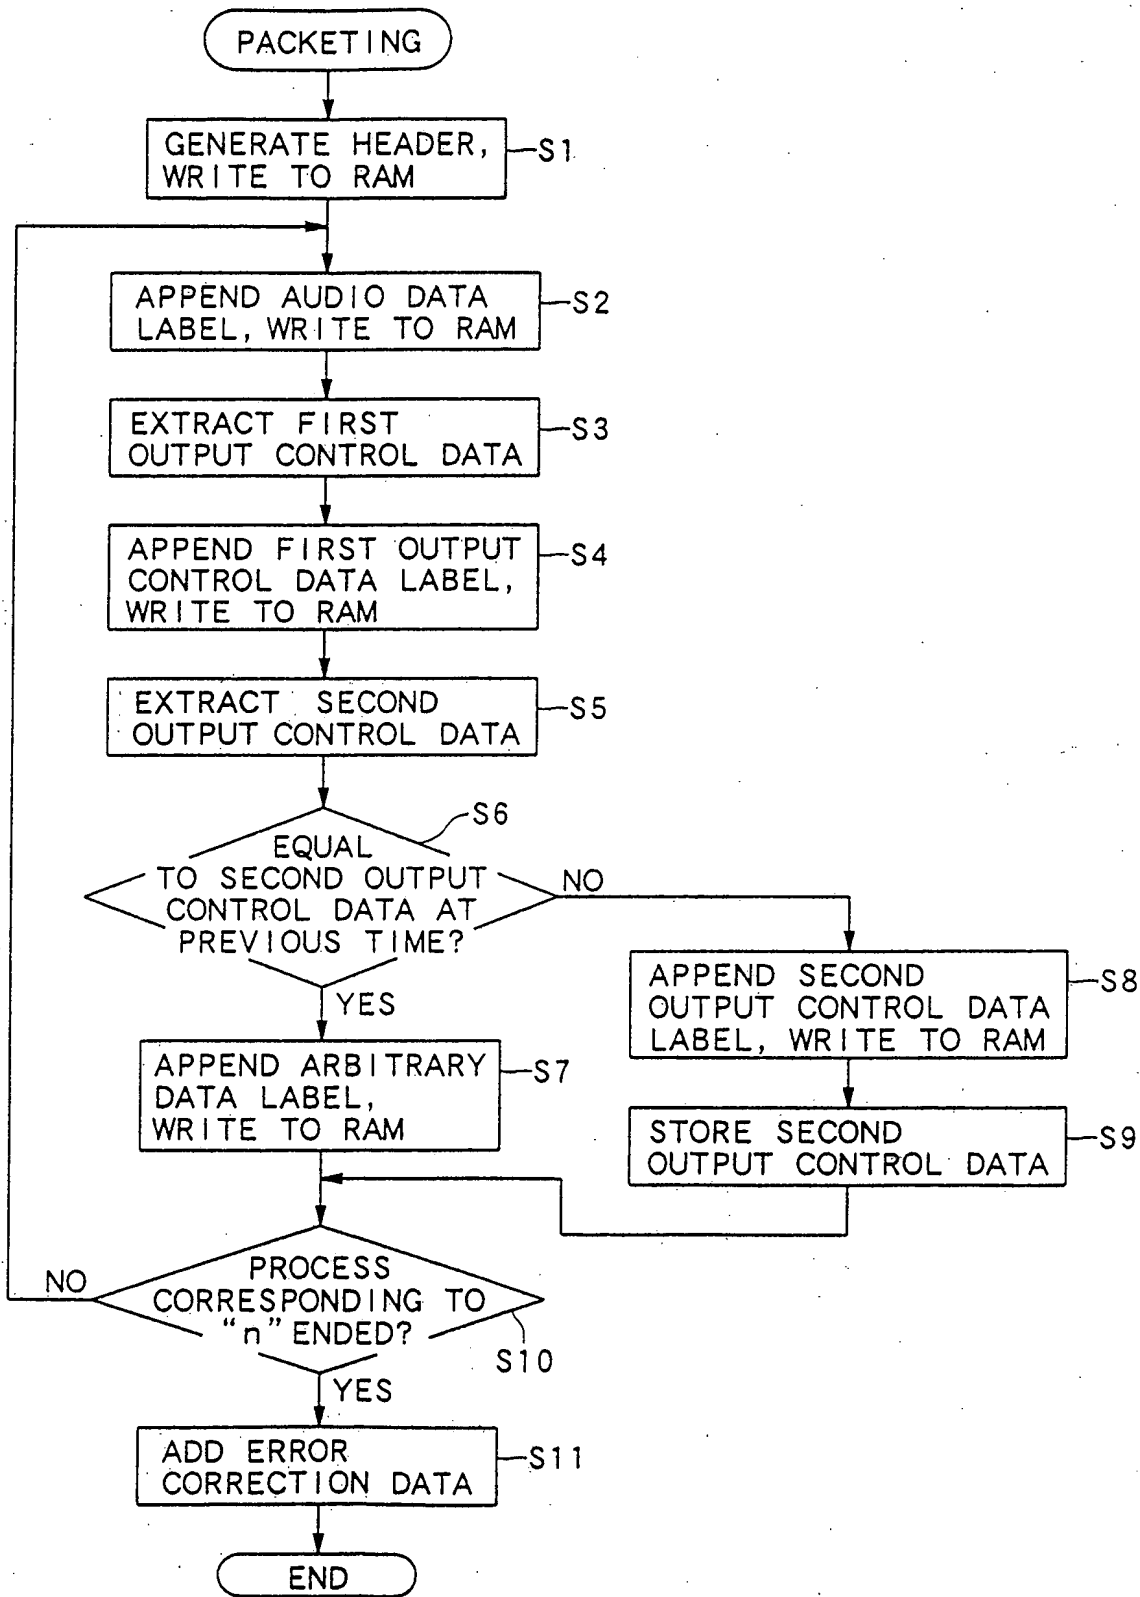 PACKETING
GENERATE HEADER,
WRITE TO RAM
S1
APPEND AUDIO DATA
LABEL, WRITE TO RAM
S2
EXTRACT FIRST
OUTPUT CONTROL DATA
S3
APPEND FIRST OUTPUT
CONTROL DATA LABEL,
WRITE TO RAM
S4
EXTRACT SECOND
OUTPUT CONTROL DATA
S5
S6
EQUAL
TO SECOND OUTPUT
CONTROL DATA AT
PREVIOUS TIME?
NO
YES
APPEND ARBITRARY
DATA LABEL,
WRITE TO RAM
S7
APPEND SECOND
OUTPUT CONTROL DATA
LABEL, WRITE TO RAM
S8
STORE SECOND
OUTPUT CONTROL DATA
S9
PROCESS
CORRESPONDING TO
“n” ENDED?
NO
S10
YES
ADD ERROR
CORRECTION DATA
S11
END